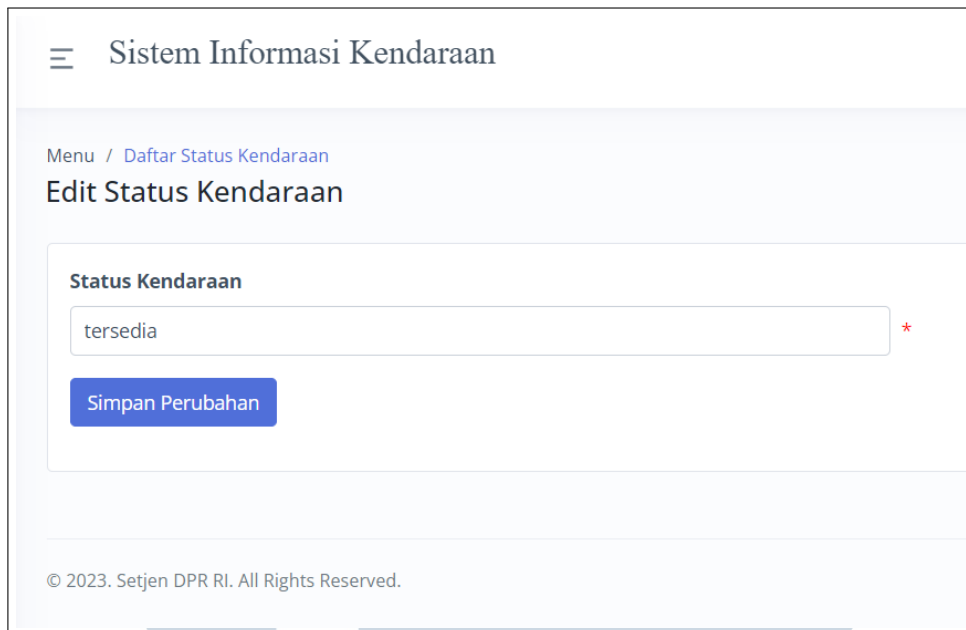 Sistem Informasi Kendaraan
Menu / Daftar Status Kendaraan
Edit Status Kendaraan
Status Kendaraan
tersedia *
Simpan Perubahan
© 2023. Setjen DPR RI. All Rights Reserved.